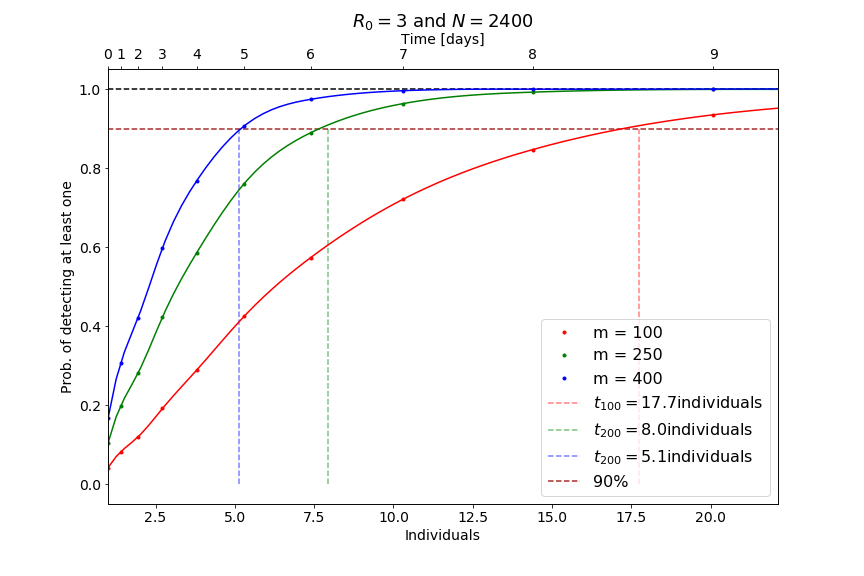 R₀ = 3 and N = 2400
Time [days]
0 1 2 3 4 5 6 7 8 9
Prob. of detecting at least one
1.0
0.8
0.6
0.4
0.2
0.0
m = 100
m = 250
m = 400
t₁₀₀ = 17.7individuals
t₂₀₀ = 8.0individuals
t₂₀₀ = 5.1individuals
90%
2.5 5.0 7.5 10.0 12.5 15.0 17.5 20.0
Individuals